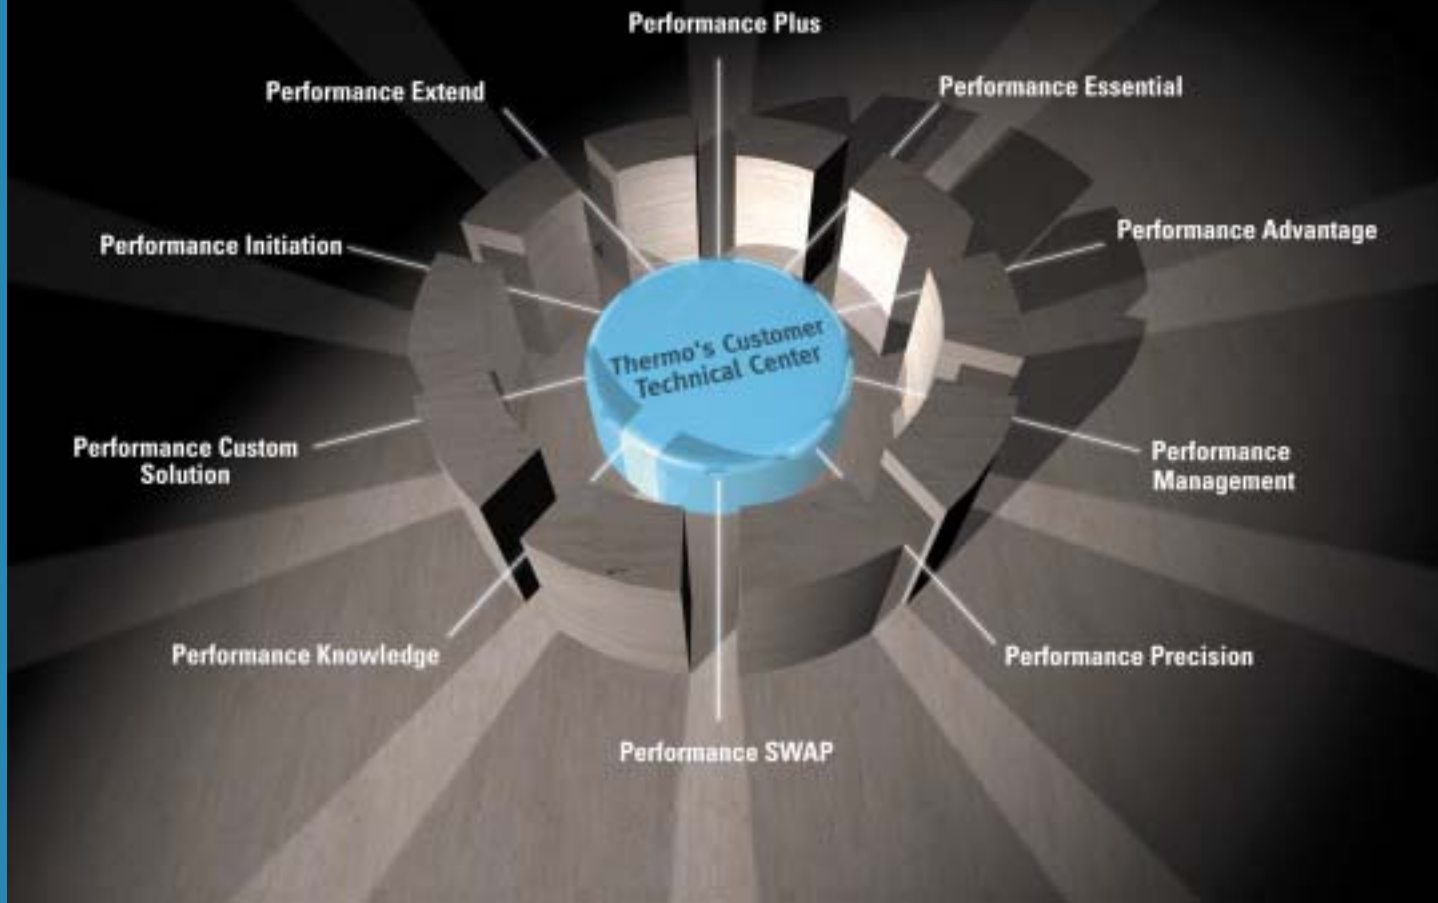 Performance Plus
Performance Extend
Performance Essential
Performance Initiation
Performance Advantage
Thermo's Customer
Technical Center
Performance Custom
Solution
Performance
Management
Performance Knowledge
Performance Precision
Performance SWAP